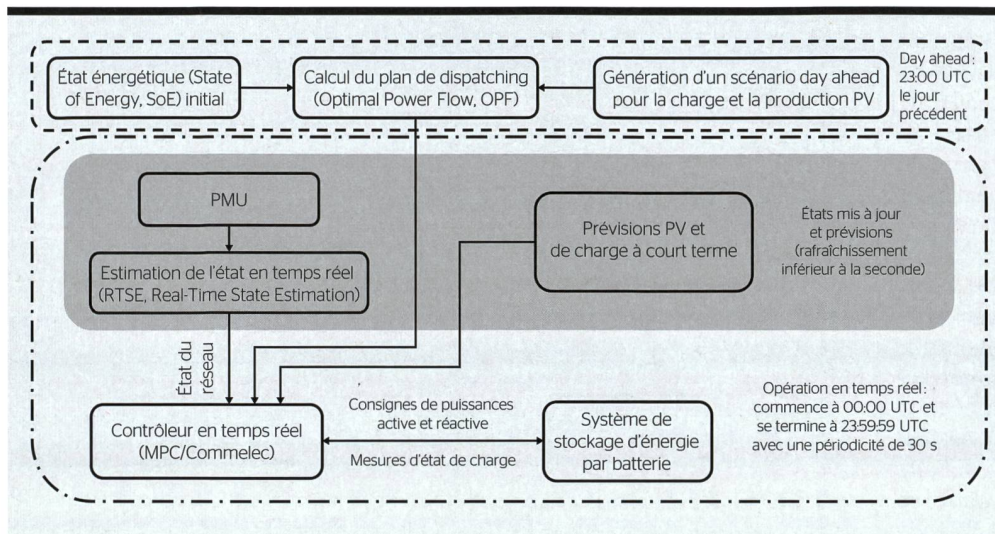 État énergétique (State
of Energy, SoE) initial
Calcul du plan de dispatching
(Optimal Power Flow, OPF)
Génération d'un scénario day ahead
pour la charge et la production PV
Day ahead:
23:00 UTC
le jour
précédent
PMU
Estimation de l'état en temps réel
(RTSE, Real-Time State Estimation)
Prévisions PV et
de charge à court terme
États mis à jour
et prévisions
(rafraîchissement
inférieur à la seconde)
État du
réseau
Contrôleur en temps réel
(MPC/Commelec)
Consignes de puissances
active et réactive
Mesures d'état de charge
Système de
stockage d'énergie
par batterie
Opération en temps réel:
commence à 00:00 UTC et
se termine à 23:59:59 UTC
avec une périodicité de 30 s